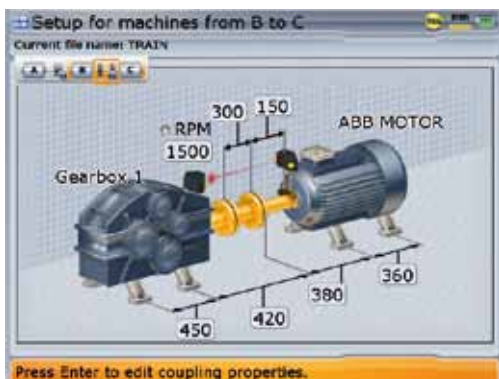 Setup for machines from B to C
Current file name: TRAIN
A B C
300 150
RPM ABB MOTOR
1500
Gearbox 1
360
380
420
450
Press Enter to edit coupling properties.